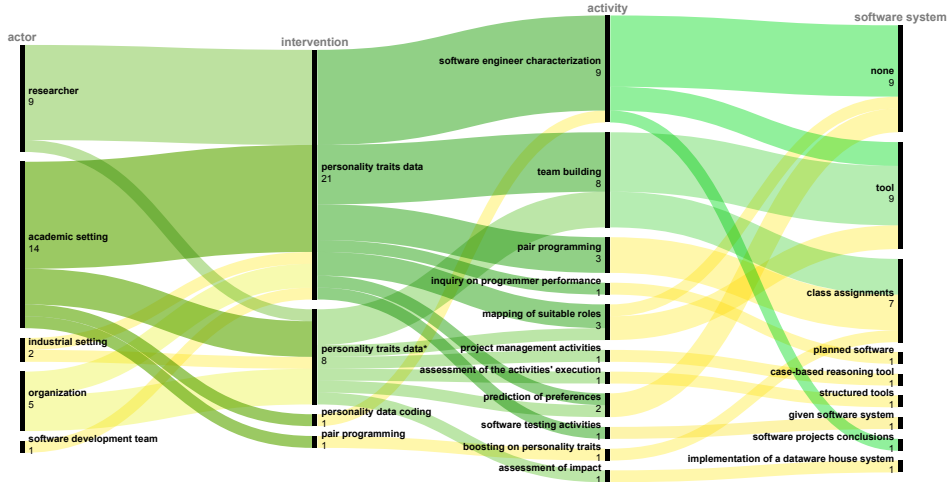 actor
researcher
9
academic setting
14
industrial setting
2
organization
5
software development team
1
intervention
personality traits data
21
personality traits data*
8
personality data coding
1
pair programming
1
activity
software engineer characterization
9
team building
8
pair programming
3
inquiry on programmer performance
1
mapping of suitable roles
3
project management activities
1
assessment of the activities' execution
1
prediction of preferences
2
software testing activities
1
boosting on personality traits
1
assessment of impact
1
software system
none
9
tool
9
class assignments
7
planned software
1
case-based reasoning tool
1
structured tools
1
given software system
1
software projects conclusions
1
implementation of a dataware house system
1